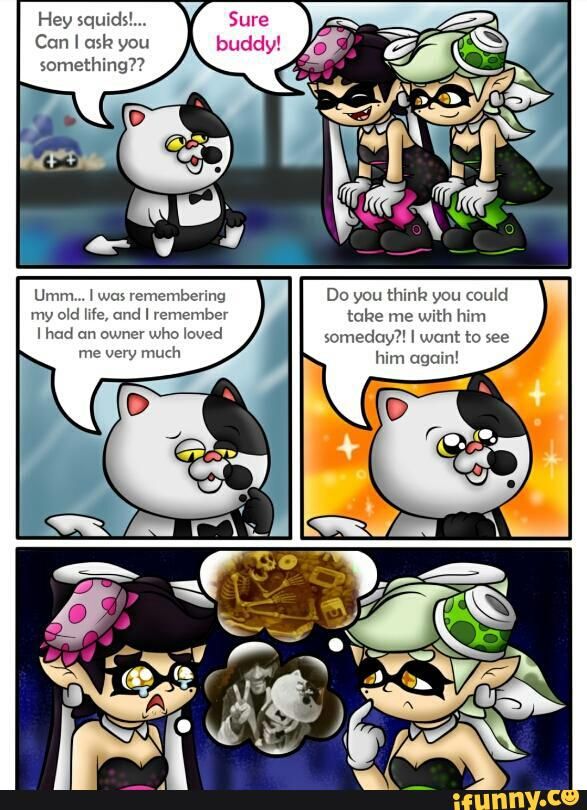 Hey squids!...
Can I ask you
something??
Sure
buddy!
Umm... I was remembering
my old life, and I remember
I had an owner who loved
me very much
Do you think you could
take me with him
someday?! I want to see
him again!
ifunny.co